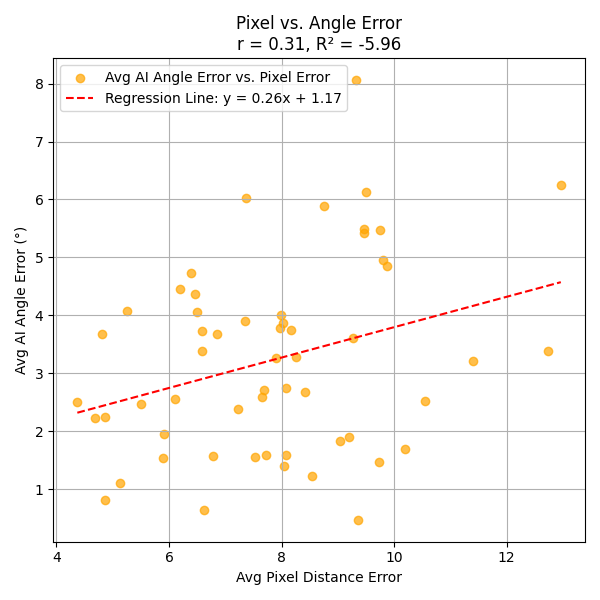 Pixel vs. Angle Error
r = 0.31, R² = -5.96
Avg AI Angle Error vs. Pixel Error
Regression Line: y = 0.26x + 1.17
8
7
6
5
4
3
2
1
Avg AI Angle Error (°)
4 6 8 10 12
Avg Pixel Distance Error